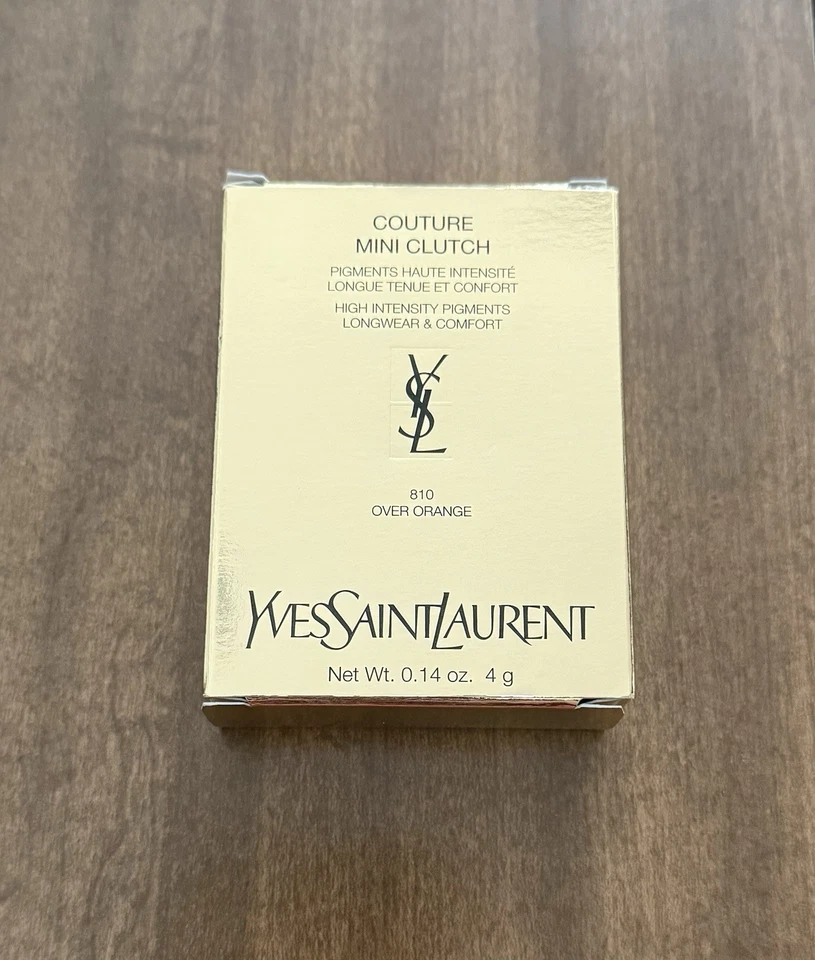 COUTURE
MINI CLUTCH
PIGMENTS HAUTE INTENSITÉ
LONGUE TENUE ET CONFORT
HIGH INTENSITY PIGMENTS
LONGWEAR & COMFORT
YSL
810
OVER ORANGE
YVESSAINTLAURENT
Net Wt. 0.14 oz. 4 g